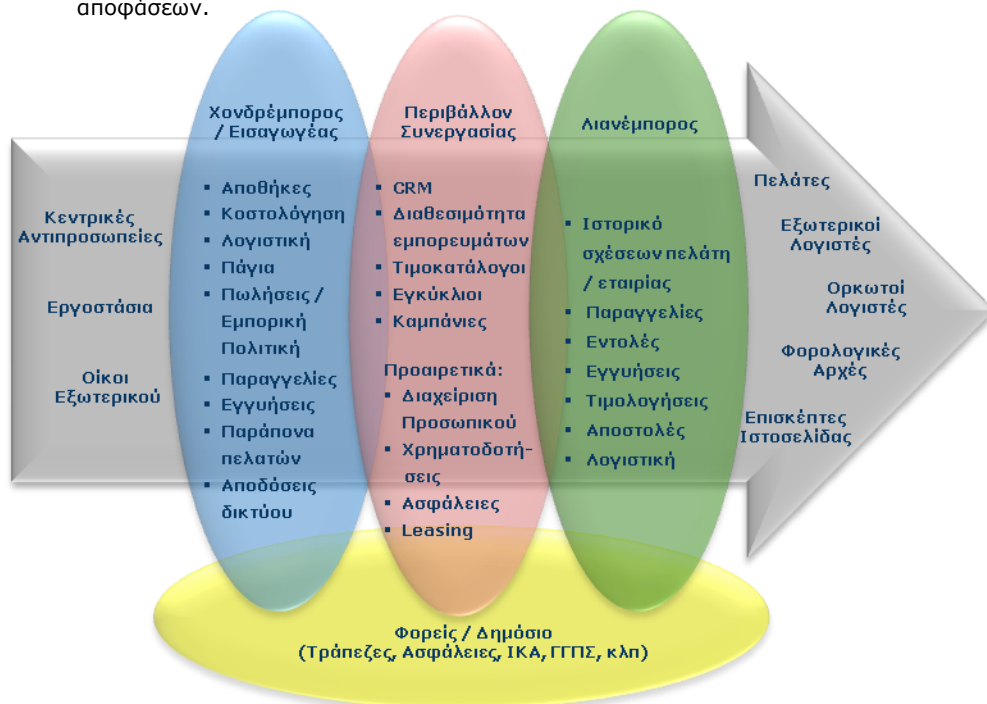 αποφάσεων.
Χονδρέμπορος
/ Εισαγωγέας
▪ Αποθήκες
▪ Κοστολόγηση
▪ Λογιστική
▪ Πάγια
▪ Πωλήσεις /
Εμπορική
Πολιτική
▪ Παραγγελίες
▪ Εγγυήσεις
▪ Παράπονα
πελατών
▪ Αποδόσεις
δικτύου
Περιβάλλον
Συνεργασίας
▪ CRM
▪ Διαθεσιμότητα
εμπορευμάτων
▪ Τιμοκατάλογοι
▪ Εγκύκλιοι
▪ Καμπάνιες
Προαιρετικά:
▪ Διαχείριση
Προσωπικού
▪ Χρηματοδοτή-
σεις
▪ Ασφάλειες
▪ Leasing
Λιανέμπορος
▪ Ιστορικό
σχέσεων πελάτη
/ εταιρίας
▪ Παραγγελίες
▪ Εντολές
▪ Εγγυήσεις
▪ Τιμολογήσεις
▪ Αποστολές
▪ Λογιστική
Κεντρικές
Αντιπροσωπείες
Εργοστάσια
Οίκοι
Εξωτερικού
Πελάτες
Εξωτερικοί
Λογιστές
Ορκωτοί
Λογιστές
Φορολογικές
Αρχές
Επισκέπτες
Ιστοσελίδας
Φορείς / Δημόσιο
(Τράπεζες, Ασφάλειες, ΙΚΑ, ΓΓΠΣ, κλπ)